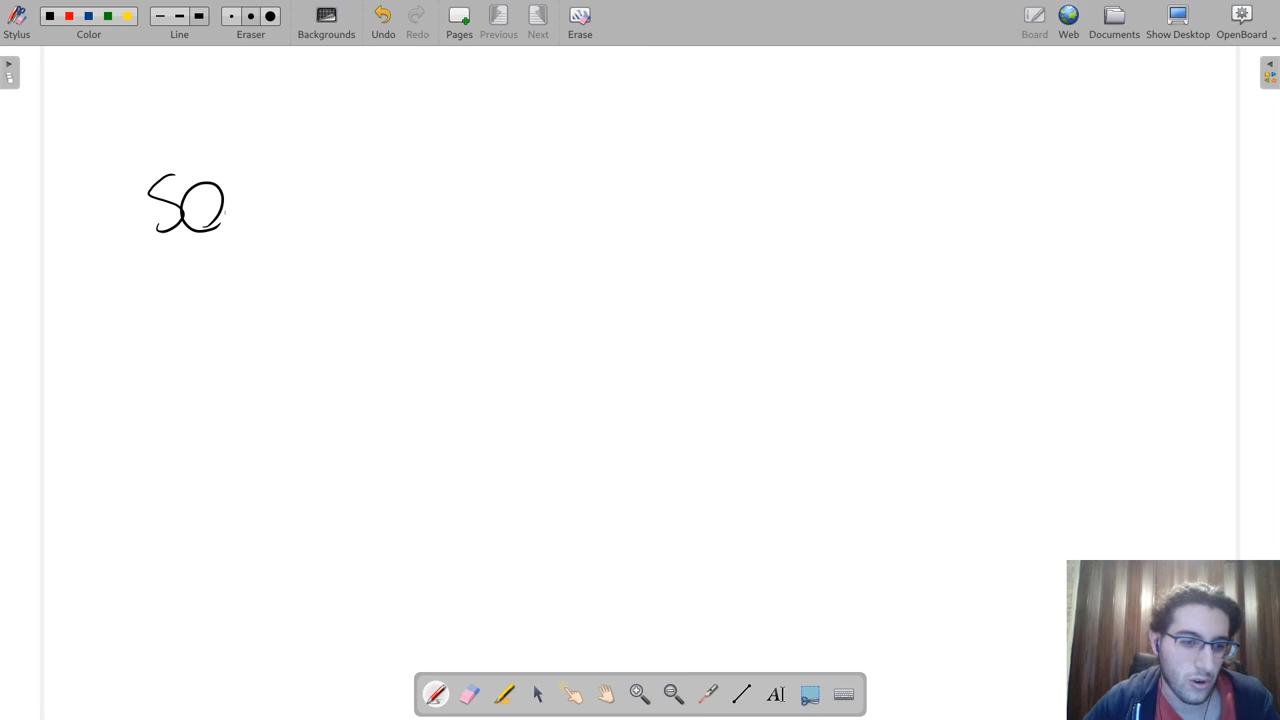 Stylus
Color
Line
Eraser
Backgrounds
Undo
Redo
Pages
Previous
Next
Erase
Board
Web
Documents
Show Desktop
OpenBoard
SO